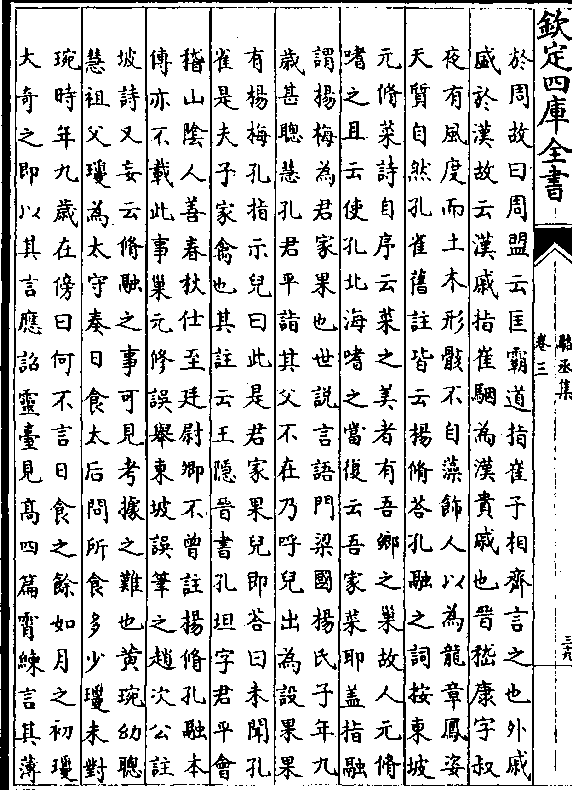 欽定四庫全書
駱丞集
卷三
三九
於周故曰周盟云匡霸道指崔子相齊言之也外戚
盛於漢故云漢戚指崔駰為漢貴戚也晉嵇康字叔
夜有風度而土木形骸不自藻飾人以為龍章鳳姿
天質自然孔雀舊註皆云楊脩荅孔融之詞按東坡
元脩菜詩自序云菜之美者有吾鄉之巢故人元脩
嗜之且云使孔北海嗜之當復云吾家菜耶盖指融
謂揚梅為君家果也世說言語門梁國楊氏子年九
歲甚聰慧孔君平詣其父不在乃呼兒出為設果果
有楊梅孔指示兒曰此是君家果兒即答曰未聞孔
雀是夫子家禽也其註云王隠晉書孔坦字君平會
稽山陰人善春秋仕至廷尉卿不曾註揚脩孔融本
傳亦不載此事巢元修誤舉東坡誤筆之趙次公註
坡詩又妄云脩融之事可見考據之難也黄琬幼聰
慧祖父瓊為太守奏日食太后問所食多少瓊未對
琬時年九歲在傍曰何不言日食之餘如月之初瓊
大奇之即以其言應詔靈臺見髙四篇霄練言其薄